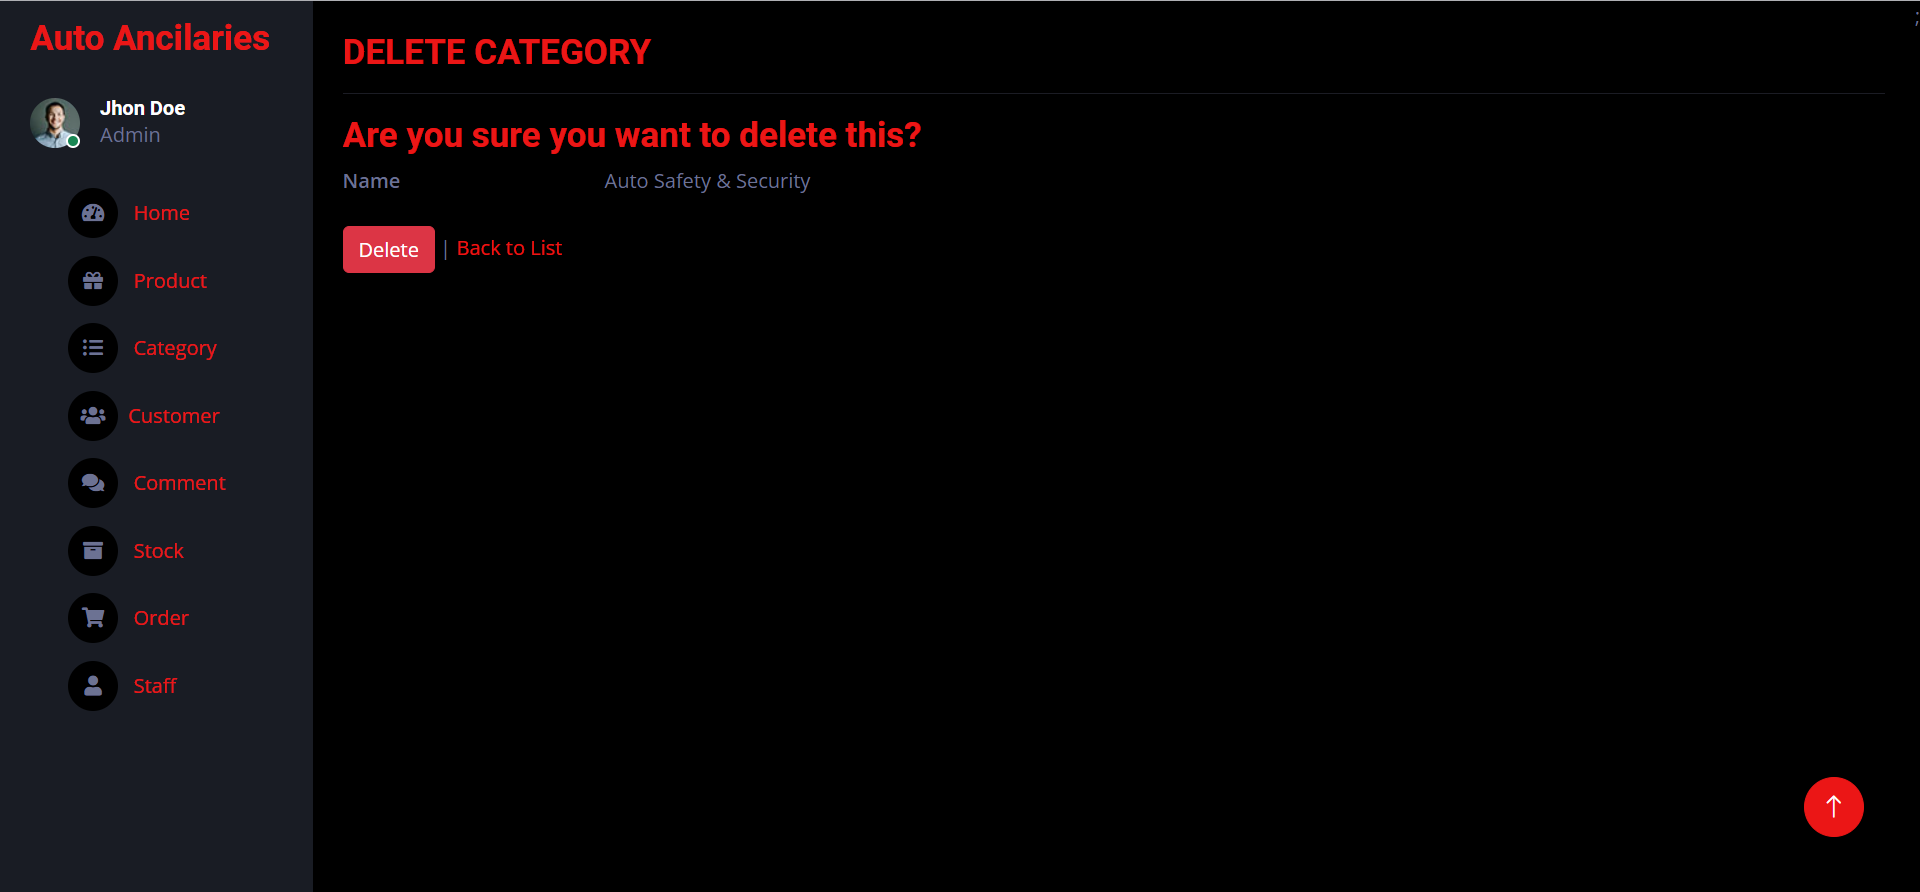 Auto Ancilaries
Jhon Doe
Admin
Home
Product
Category
Customer
Comment
Stock
Order
Staff
;
DELETE CATEGORY
Are you sure you want to delete this?
Name Auto Safety & Security
Delete | Back to List